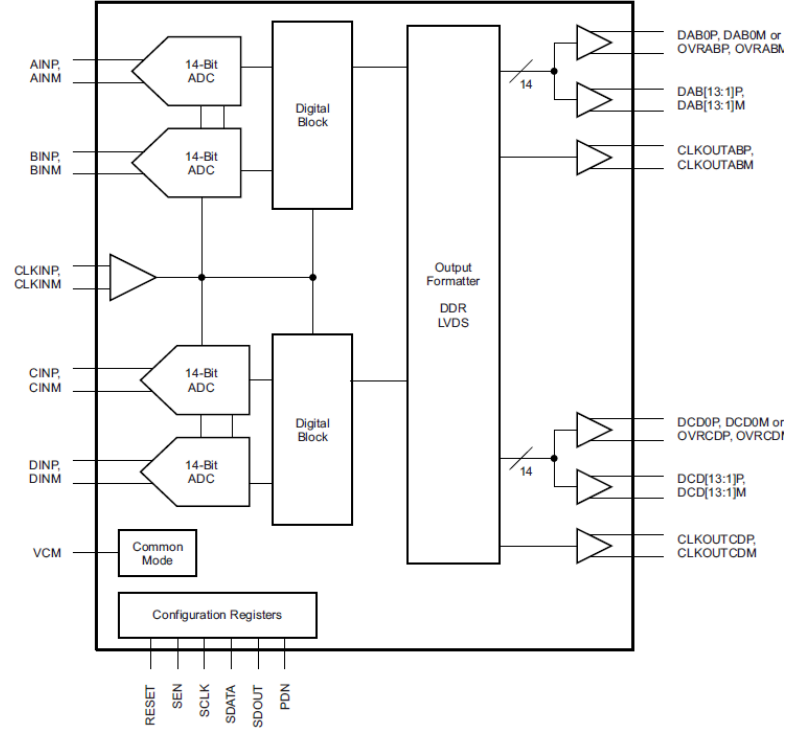 AINP,
AINM
14-Bit
ADC
BINP,
BINM
14-Bit
ADC
Digital
Block
CLKINP,
CLKINM
CINP,
CINM
14-Bit
ADC
DINP,
DINM
14-Bit
ADC
Digital
Block
Output
Formatter
DDR
LVDS
14
DAB0P, DAB0M or
OVRABP, OVRABM
DAB[13:1]P,
DAB[13:1]M
CLKOUTABP,
CLKOUTABM
14
DCD0P, DCD0M or
OVRCDP, OVRCDM
DCD[13:1]P,
DCD[13:1]M
CLKOUTCDP,
CLKOUTCDM
VCM
Common
Mode
Configuration Registers
RESET
SEN
SCLK
SDATA
SDOUT
PDN